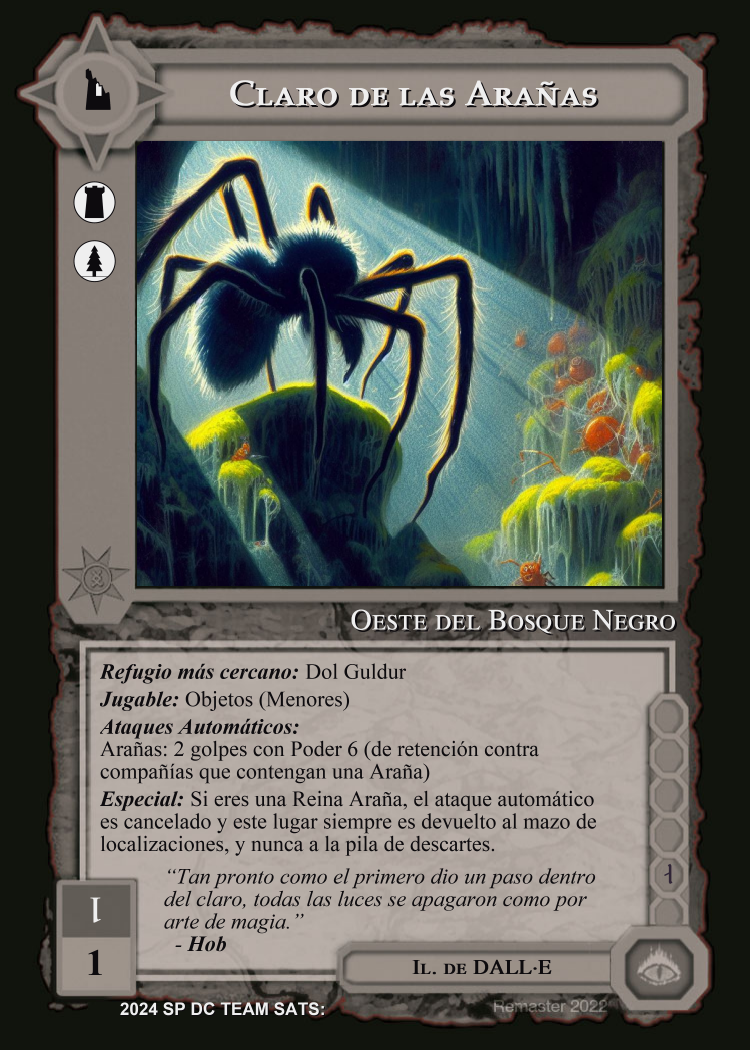 Claro de las Arañas
Oeste del Bosque Negro
Refugio más cercano: Dol Guldur
Jugable: Objetos (Menores)
Ataques Automáticos:
Arañas: 2 golpes con Poder 6 (de retención contra
compañías que contengan una Araña)
Especial: Si eres una Reina Araña, el ataque automático
es cancelado y este lugar siempre es devuelto al mazo de
localizaciones, y nunca a la pila de descartes.
“Tan pronto como el primero dio un paso dentro
del claro, todas las luces se apagaron como por
arte de magia.”
- Hob
1
1
Il. de DALL·E
2024 SP DC TEAM SATS:
Remaster 2022